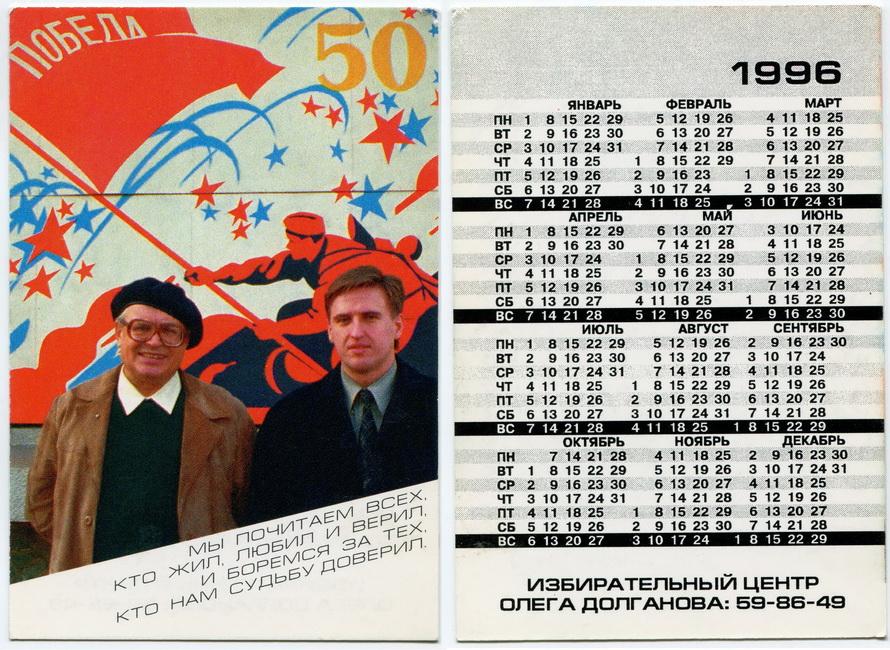 ПОБЕДА
50
МЫ ПОЧИТАЕМ ВСЕХ,
КТО ЖИЛ, ЛЮБИЛ И ВЕРИЛ,
И БОРЕМСЯ ЗА ТЕХ,
КТО НАМ СУДЬБУ ДОВЕРИЛ.
1996
ЯНВАРЬ ФЕВРАЛЬ МАРТ
ПН 1 8 15 22 29 5 12 19 26 4 11 18 25
ВТ 2 9 16 23 30 6 13 20 27 5 12 19 26
СР 3 10 17 24 31 7 14 21 28 6 13 20 27
ЧТ 4 11 18 25 1 8 15 22 29 7 14 21 28
ПТ 5 12 19 26 2 9 16 23 1 8 15 22 29
СБ 6 13 20 27 3 10 17 24 2 9 16 23 30
ВС 7 14 21 28 4 11 18 25 3 10 17 24 31
АПРЕЛЬ МАЙ ИЮНЬ
ПН 1 8 15 22 29 6 13 20 27 3 10 17 24
ВТ 2 9 16 23 30 7 14 21 28 4 11 18 25
СР 3 10 17 24 1 8 15 22 29 5 12 19 26
ЧТ 4 11 18 25 2 9 16 23 30 6 13 20 27
ПТ 5 12 19 26 3 10 17 24 31 7 14 21 28
СБ 6 13 20 27 4 11 18 25 1 8 15 22 29
ВС 7 14 21 28 5 12 19 26 2 9 16 23 30
ИЮЛЬ АВГУСТ СЕНТЯБРЬ
ПН 1 8 15 22 29 5 12 19 26 2 9 16 23 30
ВТ 2 9 16 23 30 6 13 20 27 3 10 17 24
СР 3 10 17 24 31 7 14 21 28 4 11 18 25
ЧТ 4 11 18 25 1 8 15 22 29 5 12 19 26
ПТ 5 12 19 26 2 9 16 23 30 6 13 20 27
СБ 6 13 20 27 3 10 17 24 31 7 14 21 28
ВС 7 14 21 28 4 11 18 25 1 8 15 22 29
ОКТЯБРЬ НОЯБРЬ ДЕКАБРЬ
ПН 7 14 21 28 4 11 18 25 2 9 16 23 30
ВТ 1 8 15 22 29 5 12 19 26 3 10 17 24 31
СР 2 9 16 23 30 6 13 20 27 4 11 18 25
ЧТ 3 10 17 24 31 7 14 21 28 5 12 19 26
ПТ 4 11 18 25 1 8 15 22 29 6 13 20 27
СБ 5 12 19 26 2 9 16 23 30 7 14 21 28
ВС 6 13 20 27 3 10 17 24 1 8 15 22 29
ИЗБИРАТЕЛЬНЫЙ ЦЕНТР
ОЛЕГА ДОЛГАНОВА: 59-86-49